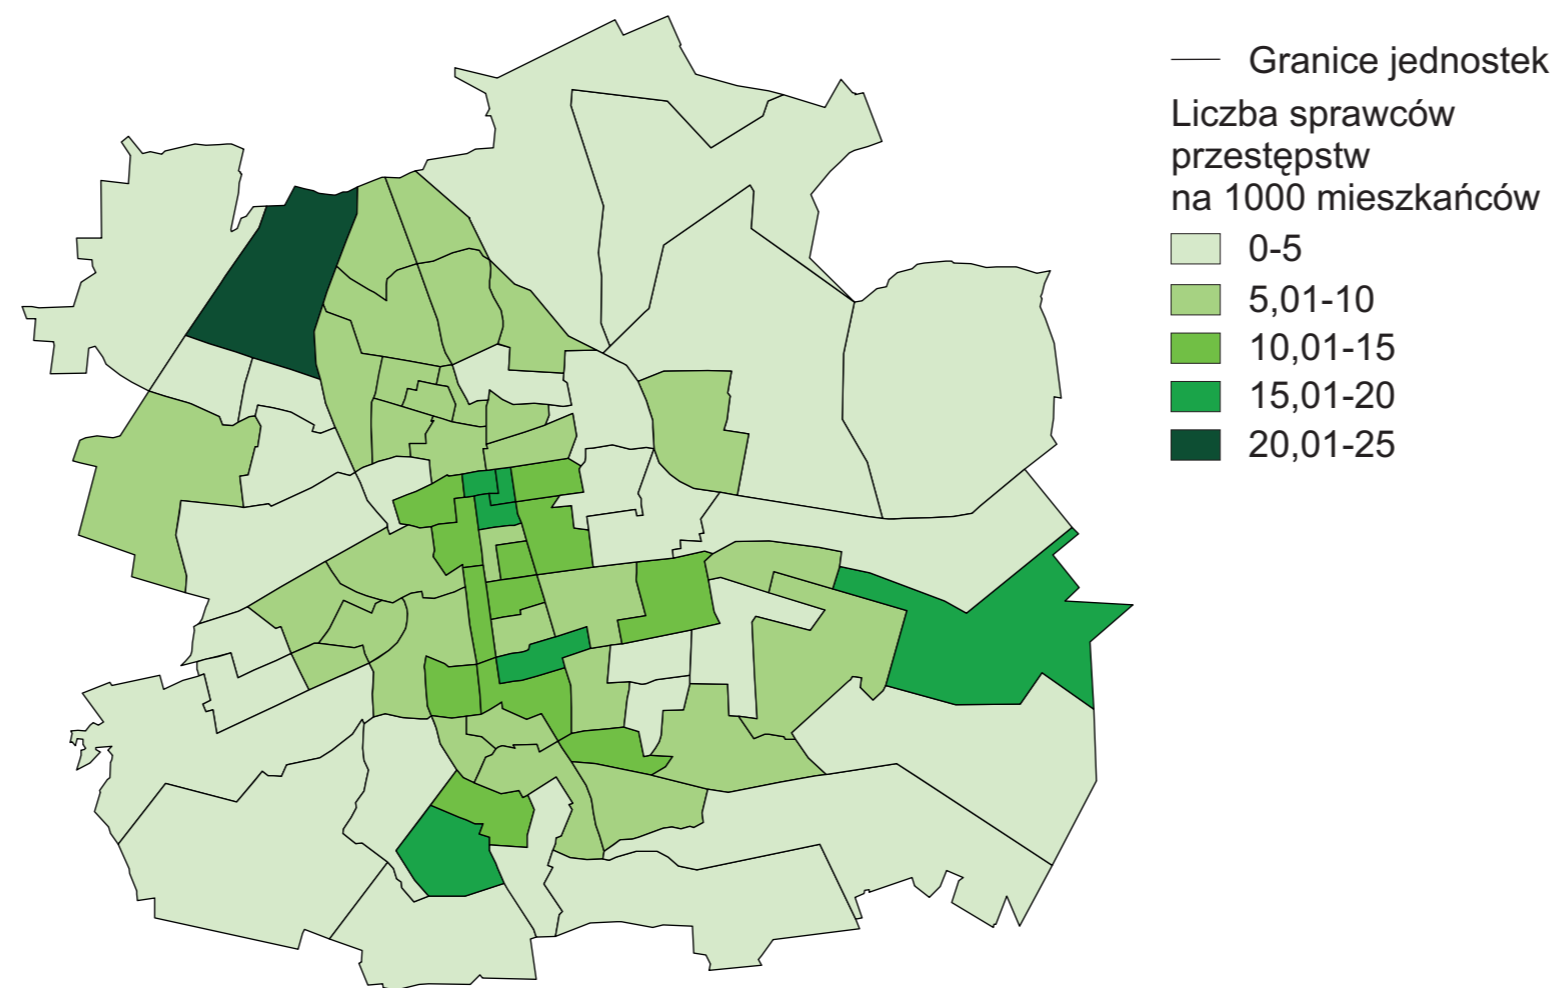 Granice jednostek
Liczba sprawców
przestępstw
na 1000 mieszkańców
0-5
5,01-10
10,01-15
15,01-20
20,01-25